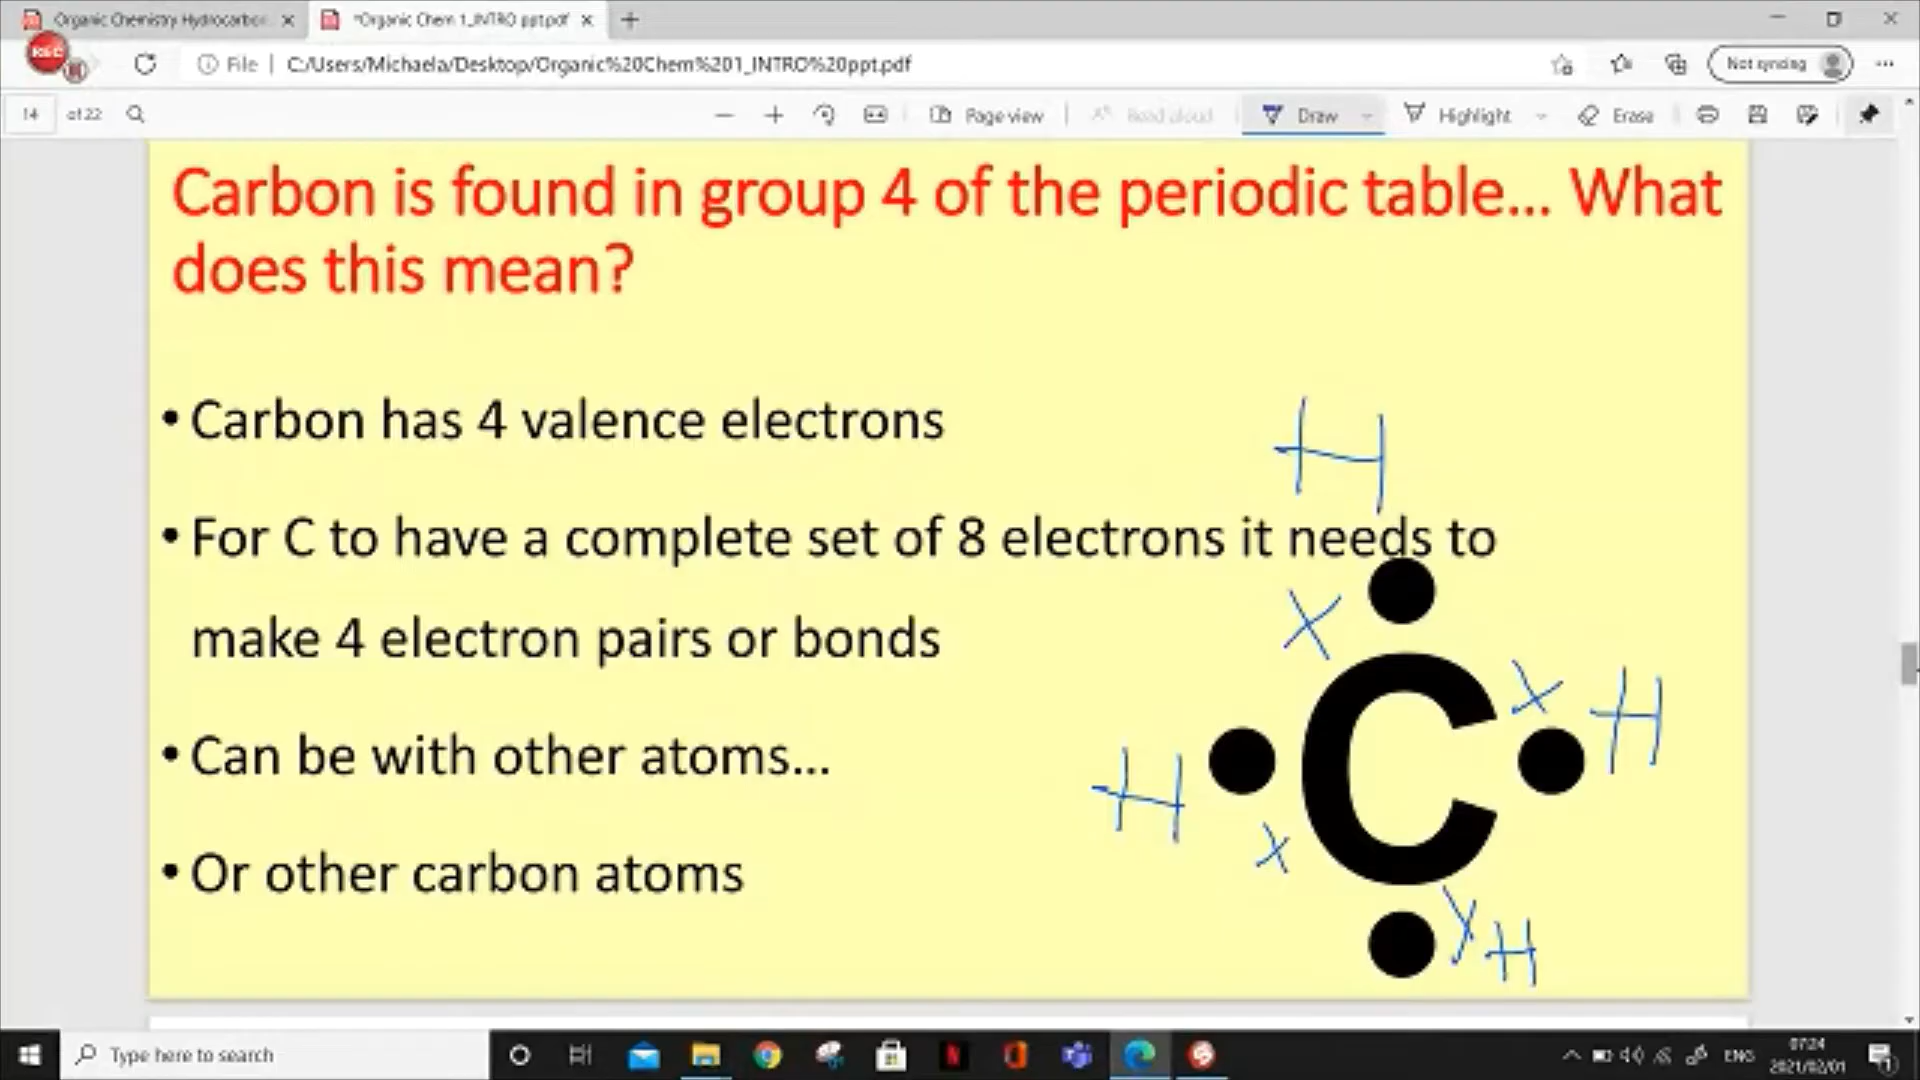 Organic Chemistry Hydrocarbon
*Organic Chem 1_INTRO ppt.pdf
REC
File
C:/Users/Michaela/Desktop/Organic%20Chem%201_INTRO%20ppt.pdf
Not syncing
14 of 22
Page view
Read aloud
Draw
Highlight
Erase
Carbon is found in group 4 of the periodic table... What
does this mean?
• Carbon has 4 valence electrons
H
• For C to have a complete set of 8 electrons it needs to
make 4 electron pairs or bonds
X
X H
• Can be with other atoms...
H
C
X
• Or other carbon atoms
X H
Type here to search
ENG
07:24
2021/02/01
1